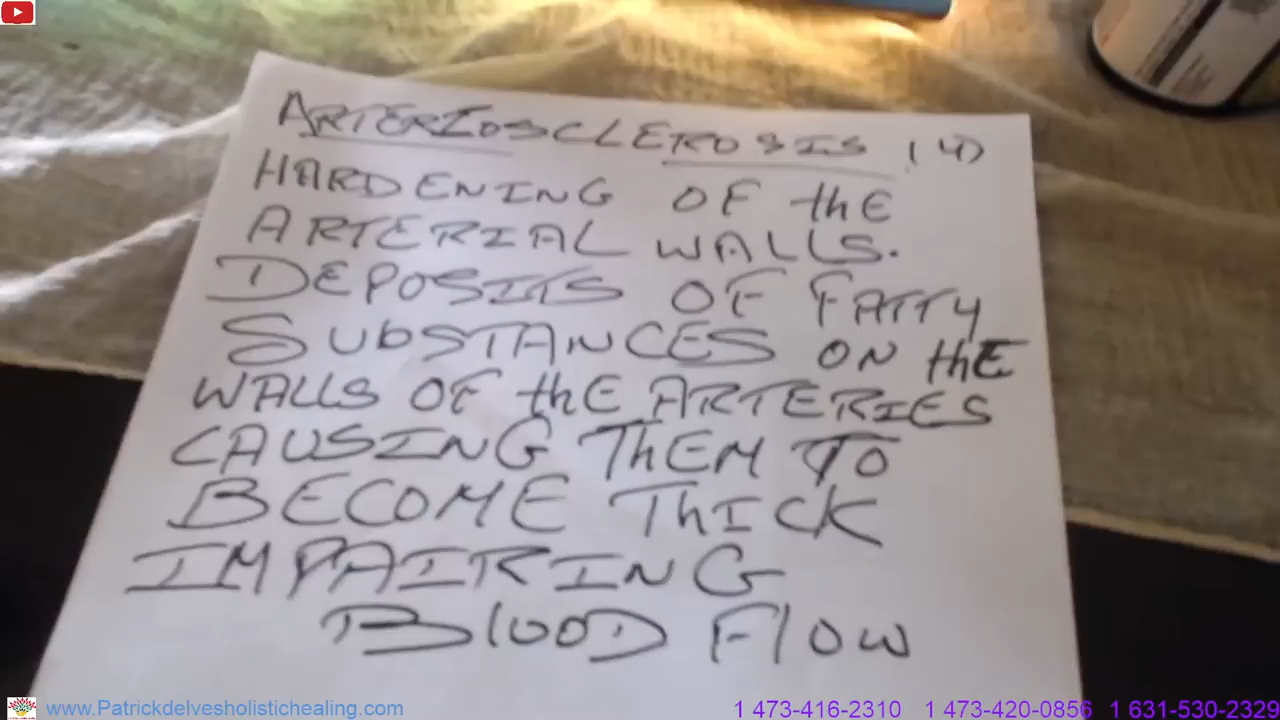 ARTERIOSCLEROSIS (4)
HARDENING OF thE
ARTERIAL WALLS.
DEPOSITS OF FATTY
SUBSTANCES ON thE
WALLS OF thE ARTERIES
CAUSING ThEM TO
BECOME ThICK
IMPAIRING
BlOOD FlOW
www.Patrickdelvesholistichealing.com
1 473-416-2310 1 473-420-0856 1 631-530-2329